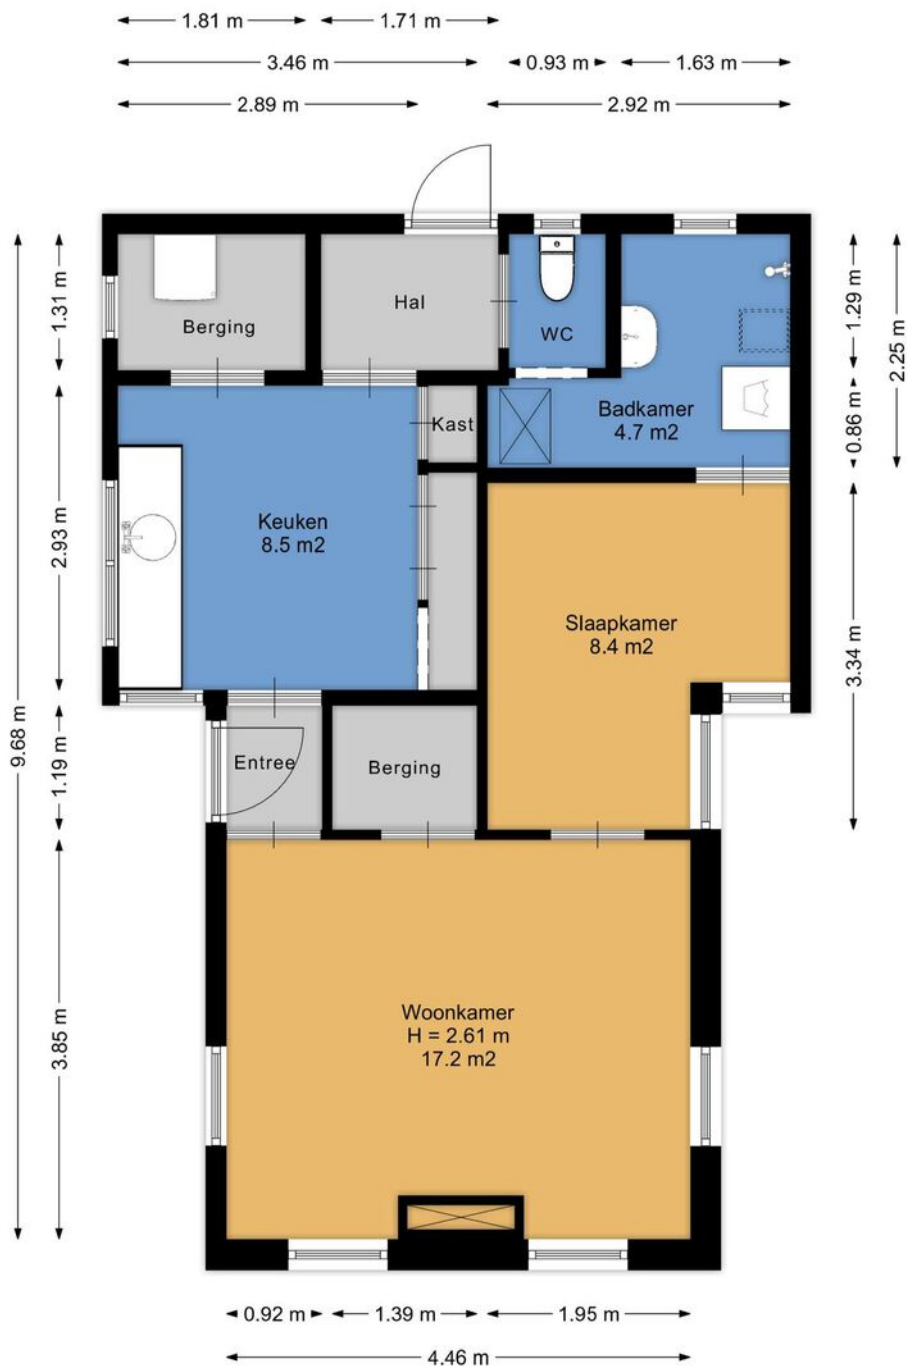 1.81 m
1.71 m
3.46 m
0.93 m
1.63 m
2.89 m
2.92 m
1.31 m
Berging
Hal
WC
1.29 m
2.25 m
Badkamer
4.7 m2
0.86 m
Kast
2.93 m
Keuken
8.5 m2
Slaapkamer
8.4 m2
3.34 m
9.68 m
1.19 m
Entree
Berging
3.85 m
Woonkamer
H = 2.61 m
17.2 m2
0.92 m
1.39 m
1.95 m
4.46 m